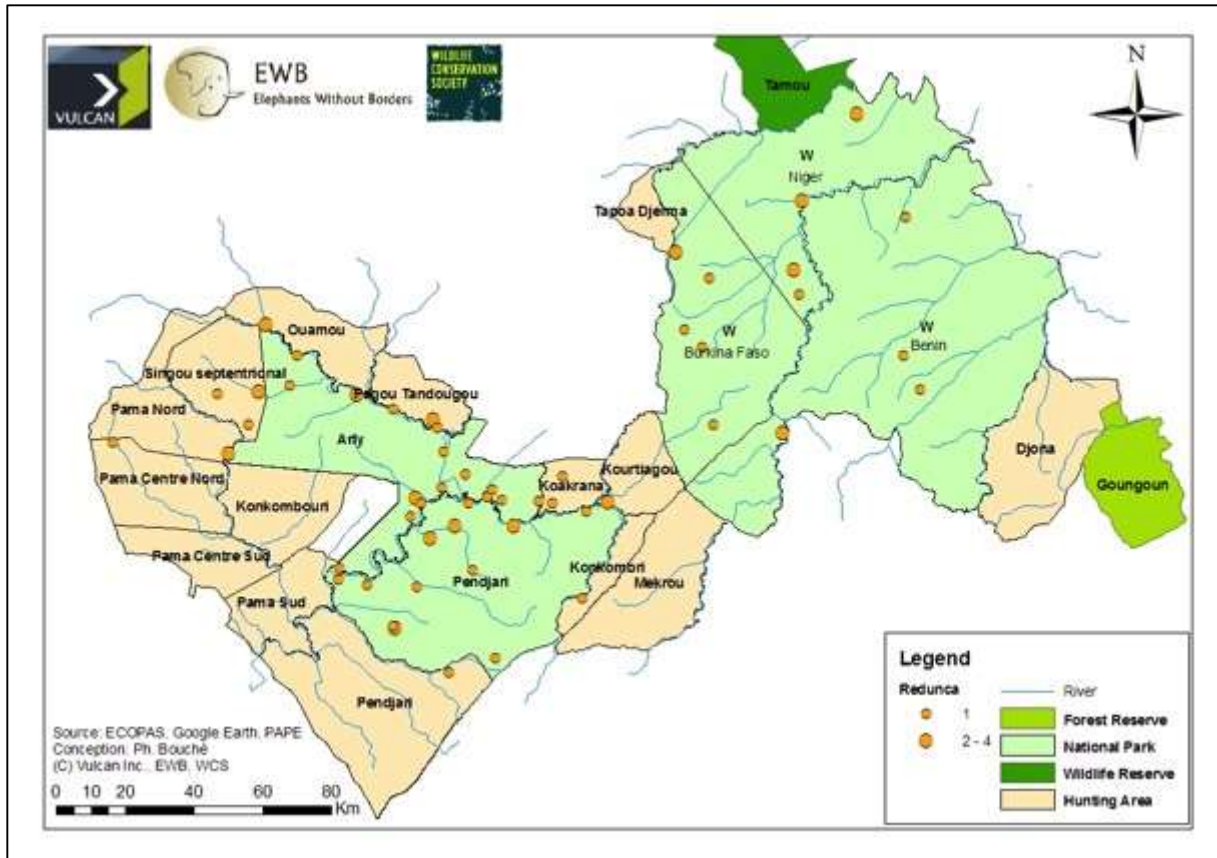 VULCAN
EWB
Elephants Without Borders
WILDLIFE
CONSERVATION
SOCIETY
N
Tamou
W
Niger
Tapoa Djerma
Ouamou
W
Burkina Faso
W
Benin
Singou septentrional
Pagou Tandougou
Pama Nord
Arly
Djona
Pama Centre Nord
Koakrana
Kourtiagou
Goungoun
Konkombouri
Pama Centre Sud
Pendjari
Konkombri
Mekrou
Pama Sud
Pendjari
Legend
Redunca
1
2 - 4
River
Forest Reserve
National Park
Wildlife Reserve
Hunting Area
Source: ECOPAS, Google Earth, PAPE
Conception: Ph. Bouché
(C) Vulcan Inc., EWB, WCS
0 10 20 40 60 80
Km